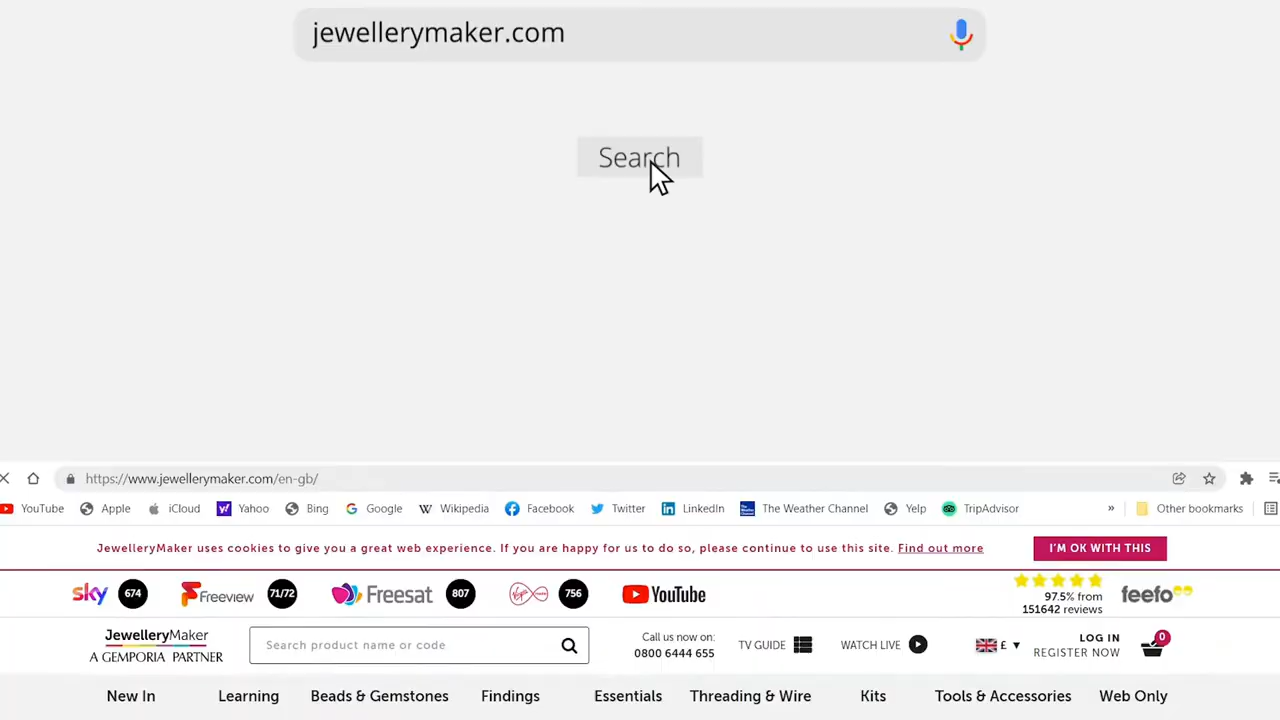 jewellerymaker.com
Search
https://www.jewellerymaker.com/en-gb/
YouTube Apple iCloud Yahoo Bing Google Wikipedia Facebook Twitter LinkedIn The Weather Channel Yelp TripAdvisor » Other bookmarks
JewelleryMaker uses cookies to give you a great web experience. If you are happy for us to do so, please continue to use this site. Find out more I'M OK WITH THIS
sky 674 Freeview 71/72 Freesat 807 Virgin media 756 YouTube
97.5% from
151642 reviews
feefo
JewelleryMaker
A GEMPORIA PARTNER
Search product name or code
Call us now on:
0800 6444 655
TV GUIDE WATCH LIVE £ ▼
LOG IN
REGISTER NOW
0
New In Learning Beads & Gemstones Findings Essentials Threading & Wire Kits Tools & Accessories Web Only